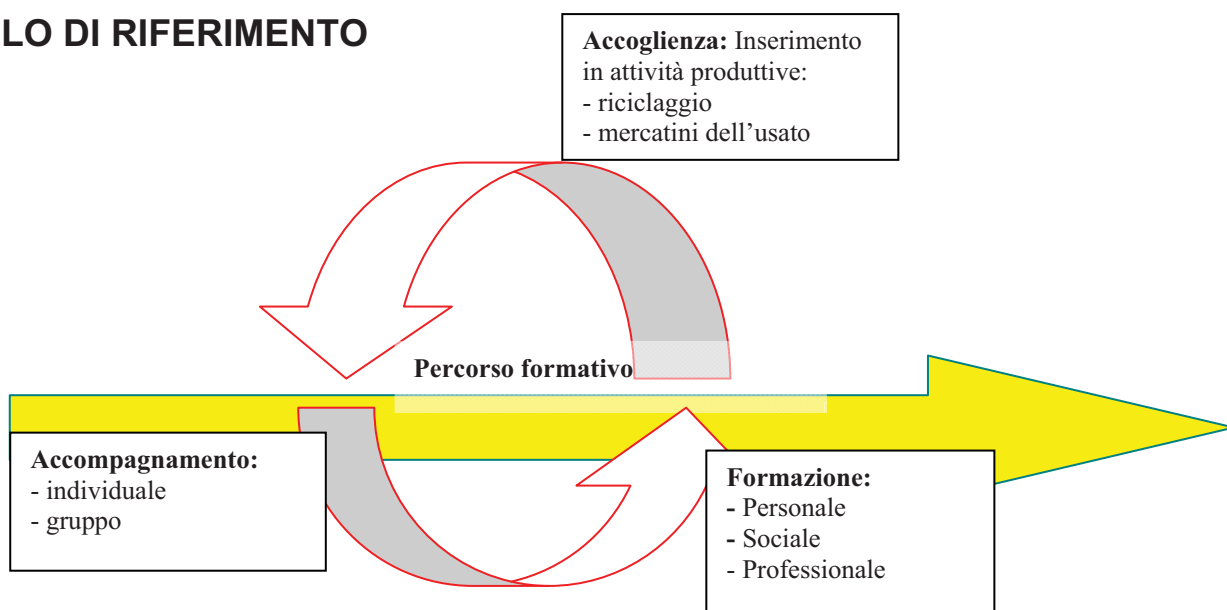 LO DI RIFERIMENTO
Accoglienza: Inserimento
in attività produttive:
- riciclaggio
- mercatini dell’usato
Percorso formativo
Accompagnamento:
- individuale
- gruppo
Formazione:
- Personale
- Sociale
- Professionale